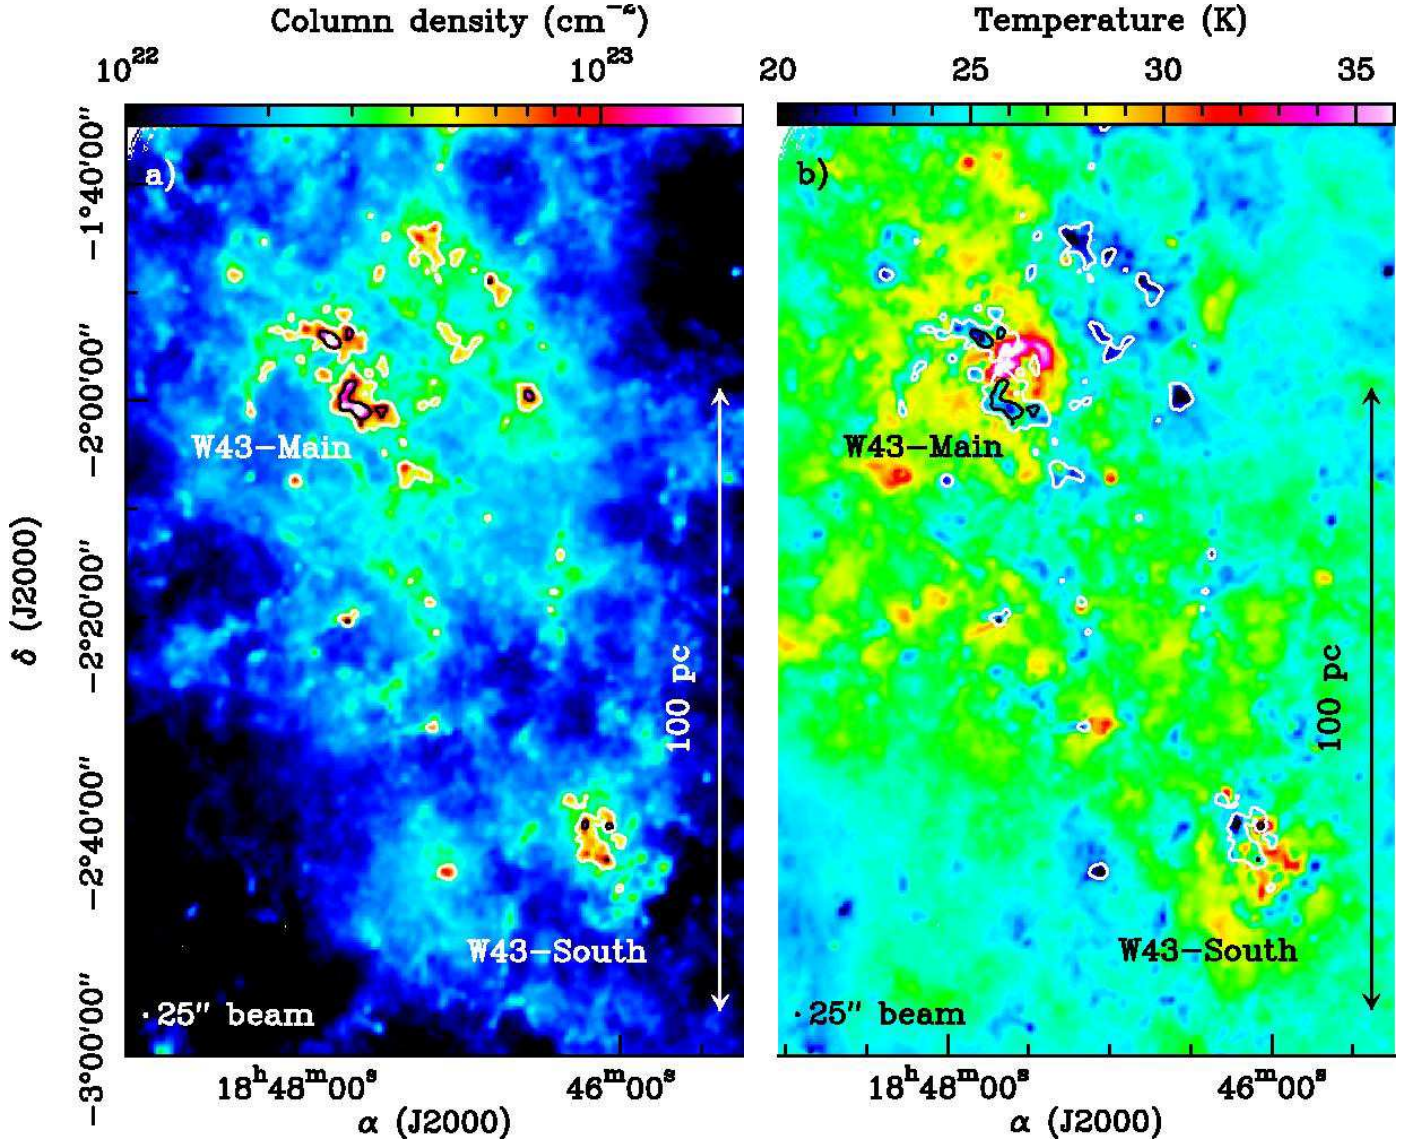 Column density (cm⁻²)
10²² 10²³
Temperature (K)
20 25 30 35
a)
b)
−1°40′00″
−2°00′00″
−2°20′00″
−2°40′00″
−3°00′00″
δ (J2000)
W43−Main
W43−Main
100 pc
100 pc
W43−South
W43−South
25″ beam
25″ beam
18ʰ48ᵐ00ˢ 46ᵐ00ˢ
α (J2000)
18ʰ48ᵐ00ˢ 46ᵐ00ˢ
α (J2000)